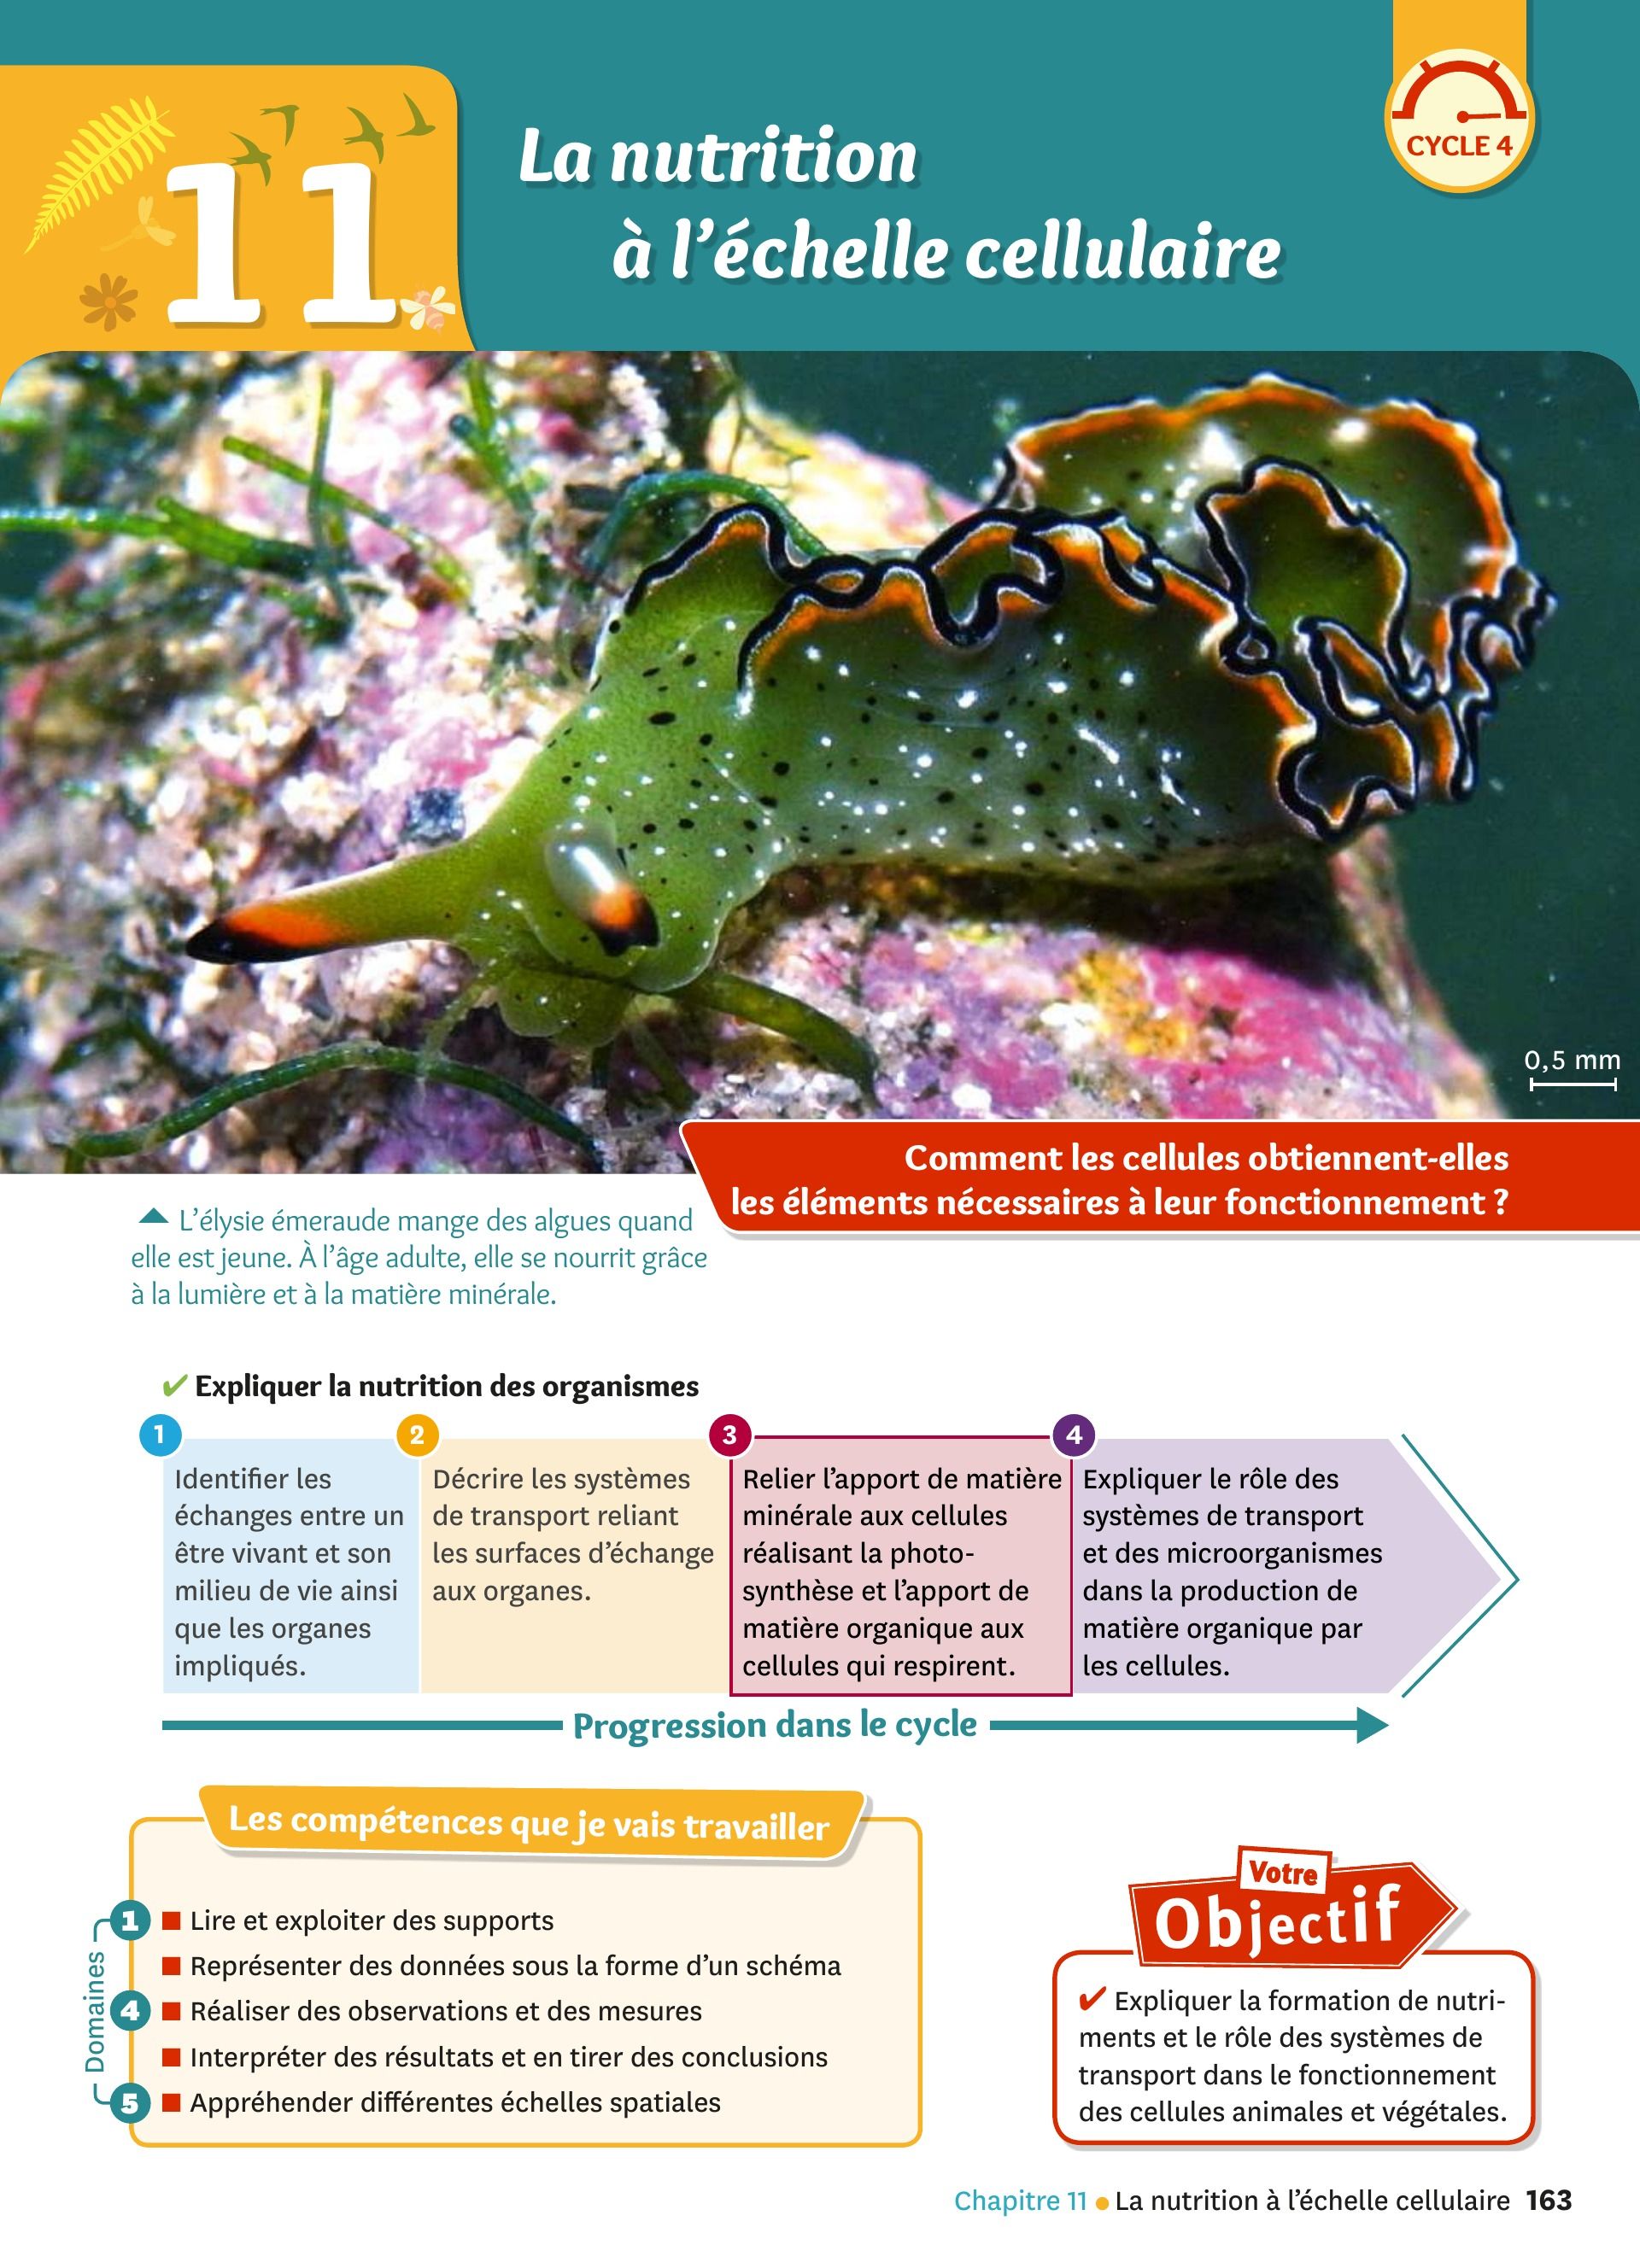 11
La nutrition
à l'échelle cellulaire
CYCLE 4
0,5 mm
Comment les cellules obtiennent-elles
les éléments nécessaires à leur fonctionnement ?
L'élysie émeraude mange des algues quand
elle est jeune. À l'âge adulte, elle se nourrit grâce
à la lumière et à la matière minérale.
✔ Expliquer la nutrition des organismes
1
Identifier les
échanges entre un
être vivant et son
milieu de vie ainsi
que les organes
impliqués.
2
Décrire les systèmes
de transport reliant
les surfaces d'échange
aux organes.
3
Relier l'apport de matière
minérale aux cellules
réalisant la photo-
synthèse et l'apport de
matière organique aux
cellules qui respirent.
4
Expliquer le rôle des
systèmes de transport
et des microorganismes
dans la production de
matière organique par
les cellules.
Progression dans le cycle
Les compétences que je vais travailler
Domaines
1 ■ Lire et exploiter des supports
■ Représenter des données sous la forme d'un schéma
4 ■ Réaliser des observations et des mesures
■ Interpréter des résultats et en tirer des conclusions
5 ■ Appréhender différentes échelles spatiales
Votre
Objectif
✔ Expliquer la formation de nutri-
ments et le rôle des systèmes de
transport dans le fonctionnement
des cellules animales et végétales.
Chapitre 11 ● La nutrition à l'échelle cellulaire 163